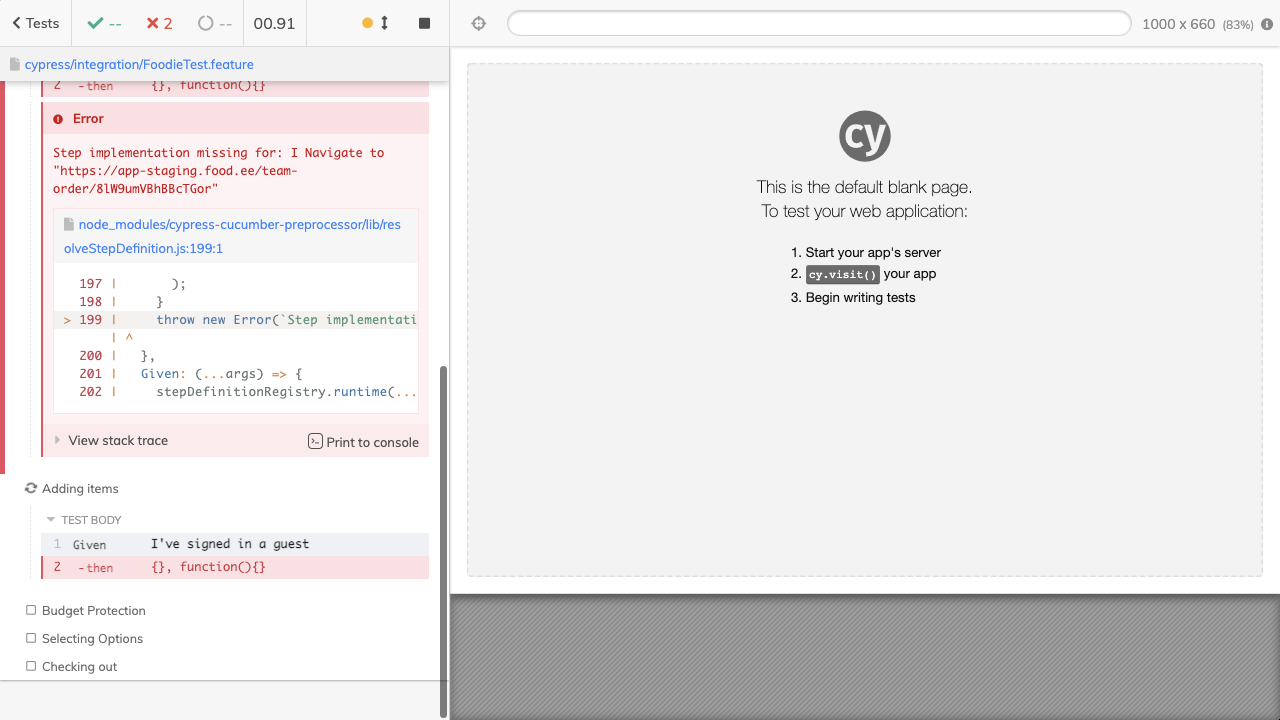 Tests
--
2
--
00.91
1000 x 660 (83%)
cypress/integration/FoodieTest.feature
2 -then {}, function(){}
Error
Step implementation missing for: I Navigate to
"https://app-staging.food.ee/team-
order/8lW9umVBhBBcTGor"
node_modules/cypress-cucumber-preprocessor/lib/res
olveStepDefinition.js:199:1
197 | );
198 | }
> 199 | throw new Error(`Step implementati
| ^
200 | },
201 | Given: (...args) => {
202 | stepDefinitionRegistry.runtime(...
View stack trace
Print to console
Adding items
TEST BODY
1 Given I've signed in a guest
2 -then {}, function(){}
Budget Protection
Selecting Options
Checking out
cy
This is the default blank page.
To test your web application:
1. Start your app's server
2. cy.visit() your app
3. Begin writing tests